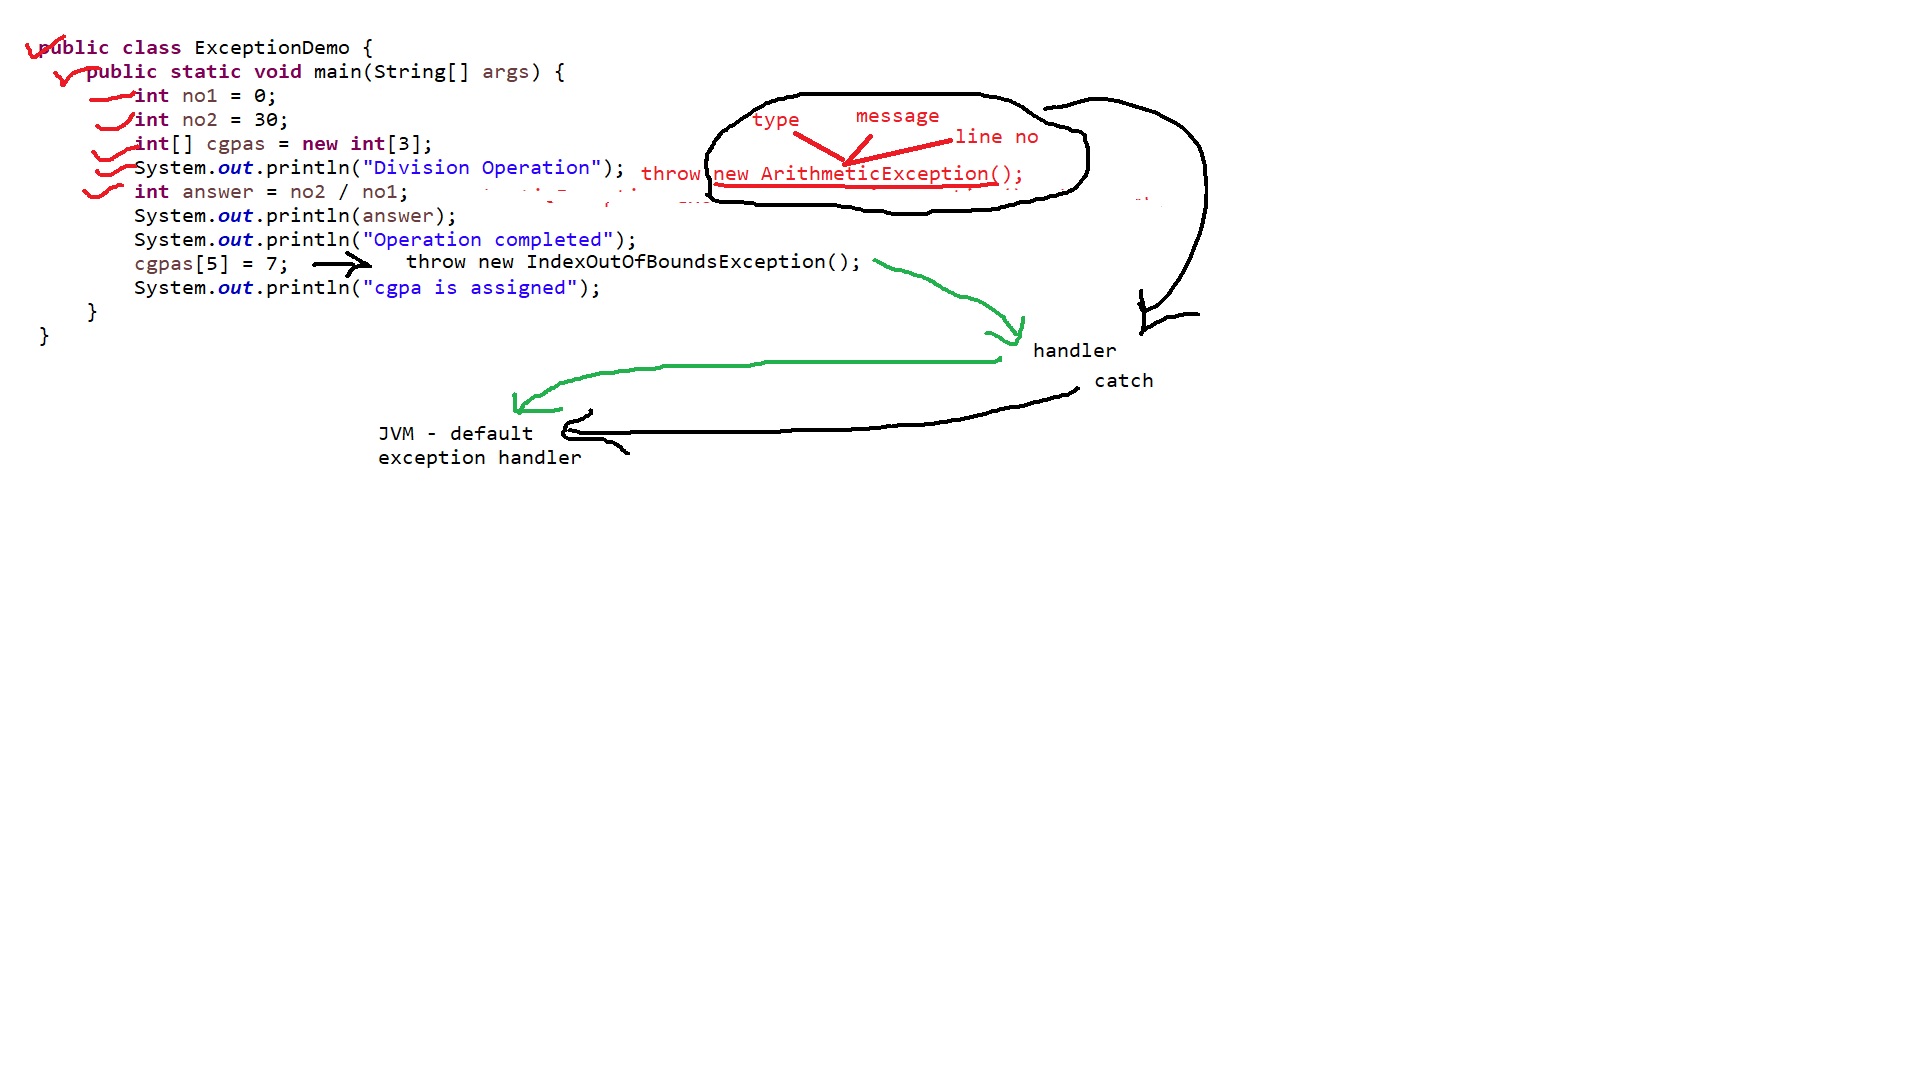 public class ExceptionDemo {
public static void main(String[] args) {
int no1 = 0;
int no2 = 30;
int[] cgpas = new int[3];
System.out.println("Division Operation");
int answer = no2 / no1;
System.out.println(answer);
System.out.println("Operation completed");
cgpas[5] = 7;
System.out.println("cgpa is assigned");
}
}
type
message
line no
throw new ArithmeticException();
throw new IndexOutOfBoundsException();
handler
catch
JVM - default
exception handler